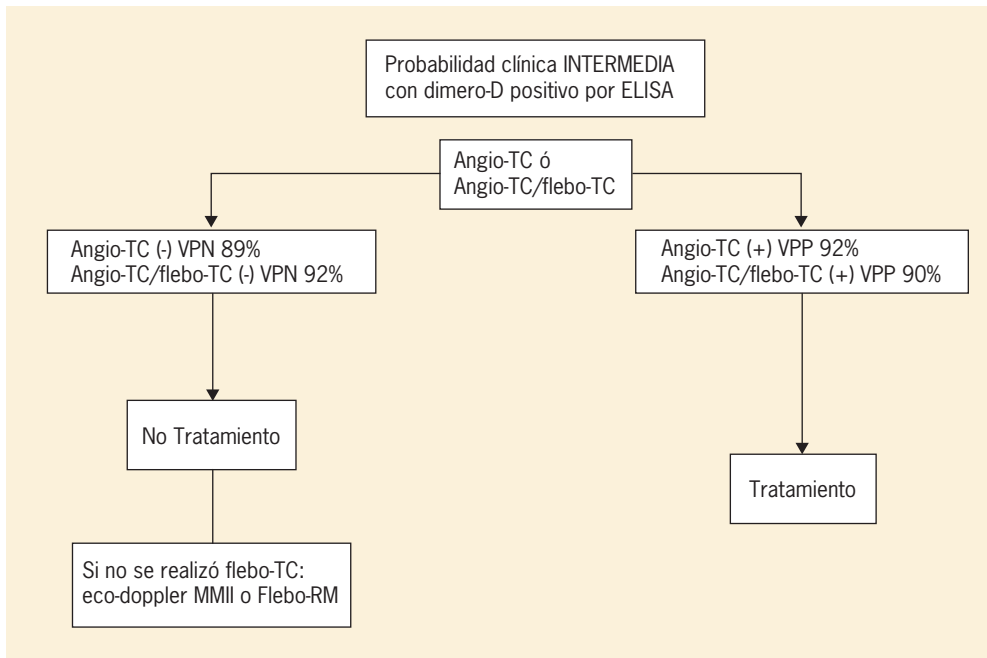 Probabilidad clínica INTERMEDIA
con dimero-D positivo por ELISA
Angio-TC ó
Angio-TC/flebo-TC
Angio-TC (-) VPN 89%
Angio-TC/flebo-TC (-) VPN 92%
Angio-TC (+) VPP 92%
Angio-TC/flebo-TC (+) VPP 90%
No Tratamiento
Tratamiento
Si no se realizó flebo-TC:
eco-doppler MMII o Flebo-RM